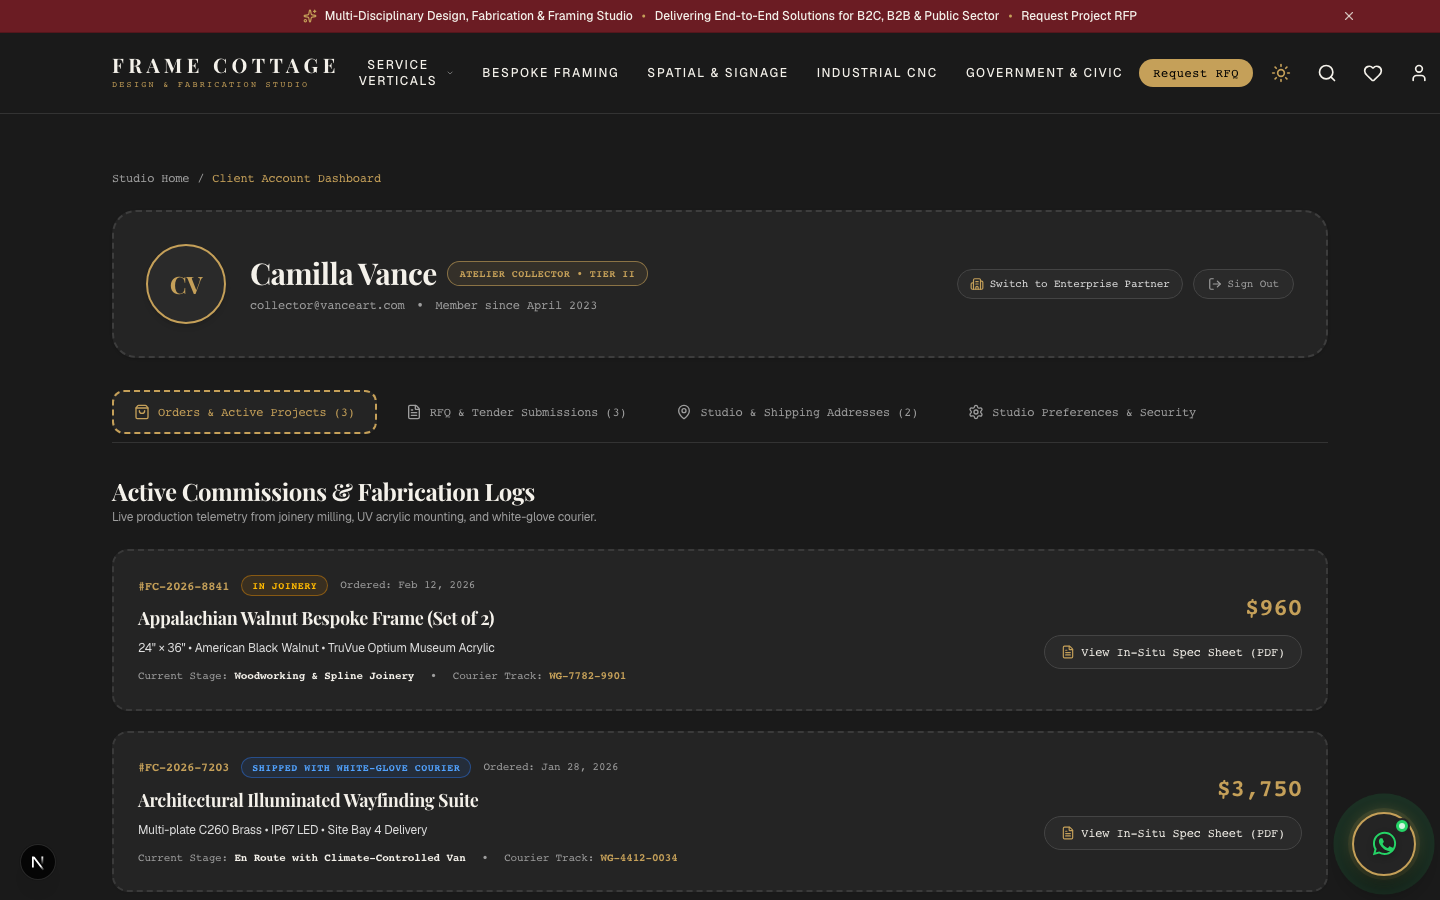 Multi-Disciplinary Design, Fabrication & Framing Studio • Delivering End-to-End Solutions for B2C, B2B & Public Sector • Request Project RFP
FRAME COTTAGE
DESIGN & FABRICATION STUDIO
SERVICE VERTICALS
BESPOKE FRAMING
SPATIAL & SIGNAGE
INDUSTRIAL CNC
GOVERNMENT & CIVIC
Request RFQ
Studio Home / Client Account Dashboard
CV
Camilla Vance
ATELIER COLLECTOR • TIER II
collector@vanceart.com • Member since April 2023
Switch to Enterprise Partner
Sign Out
Orders & Active Projects (3)
RFQ & Tender Submissions (3)
Studio & Shipping Addresses (2)
Studio Preferences & Security
Active Commissions & Fabrication Logs
Live production telemetry from joinery milling, UV acrylic mounting, and white-glove courier.
#FC-2026-8841 IN JOINERY Ordered: Feb 12, 2026
Appalachian Walnut Bespoke Frame (Set of 2)
24" × 36" • American Black Walnut • TruVue Optium Museum Acrylic
Current Stage: Woodworking & Spline Joinery • Courier Track: WG-7782-9901
$960
View In-Situ Spec Sheet (PDF)
#FC-2026-7203 SHIPPED WITH WHITE-GLOVE COURIER Ordered: Jan 28, 2026
Architectural Illuminated Wayfinding Suite
Multi-plate C260 Brass • IP67 LED • Site Bay 4 Delivery
Current Stage: En Route with Climate-Controlled Van • Courier Track: WG-4412-0034
$3,750
View In-Situ Spec Sheet (PDF)
N